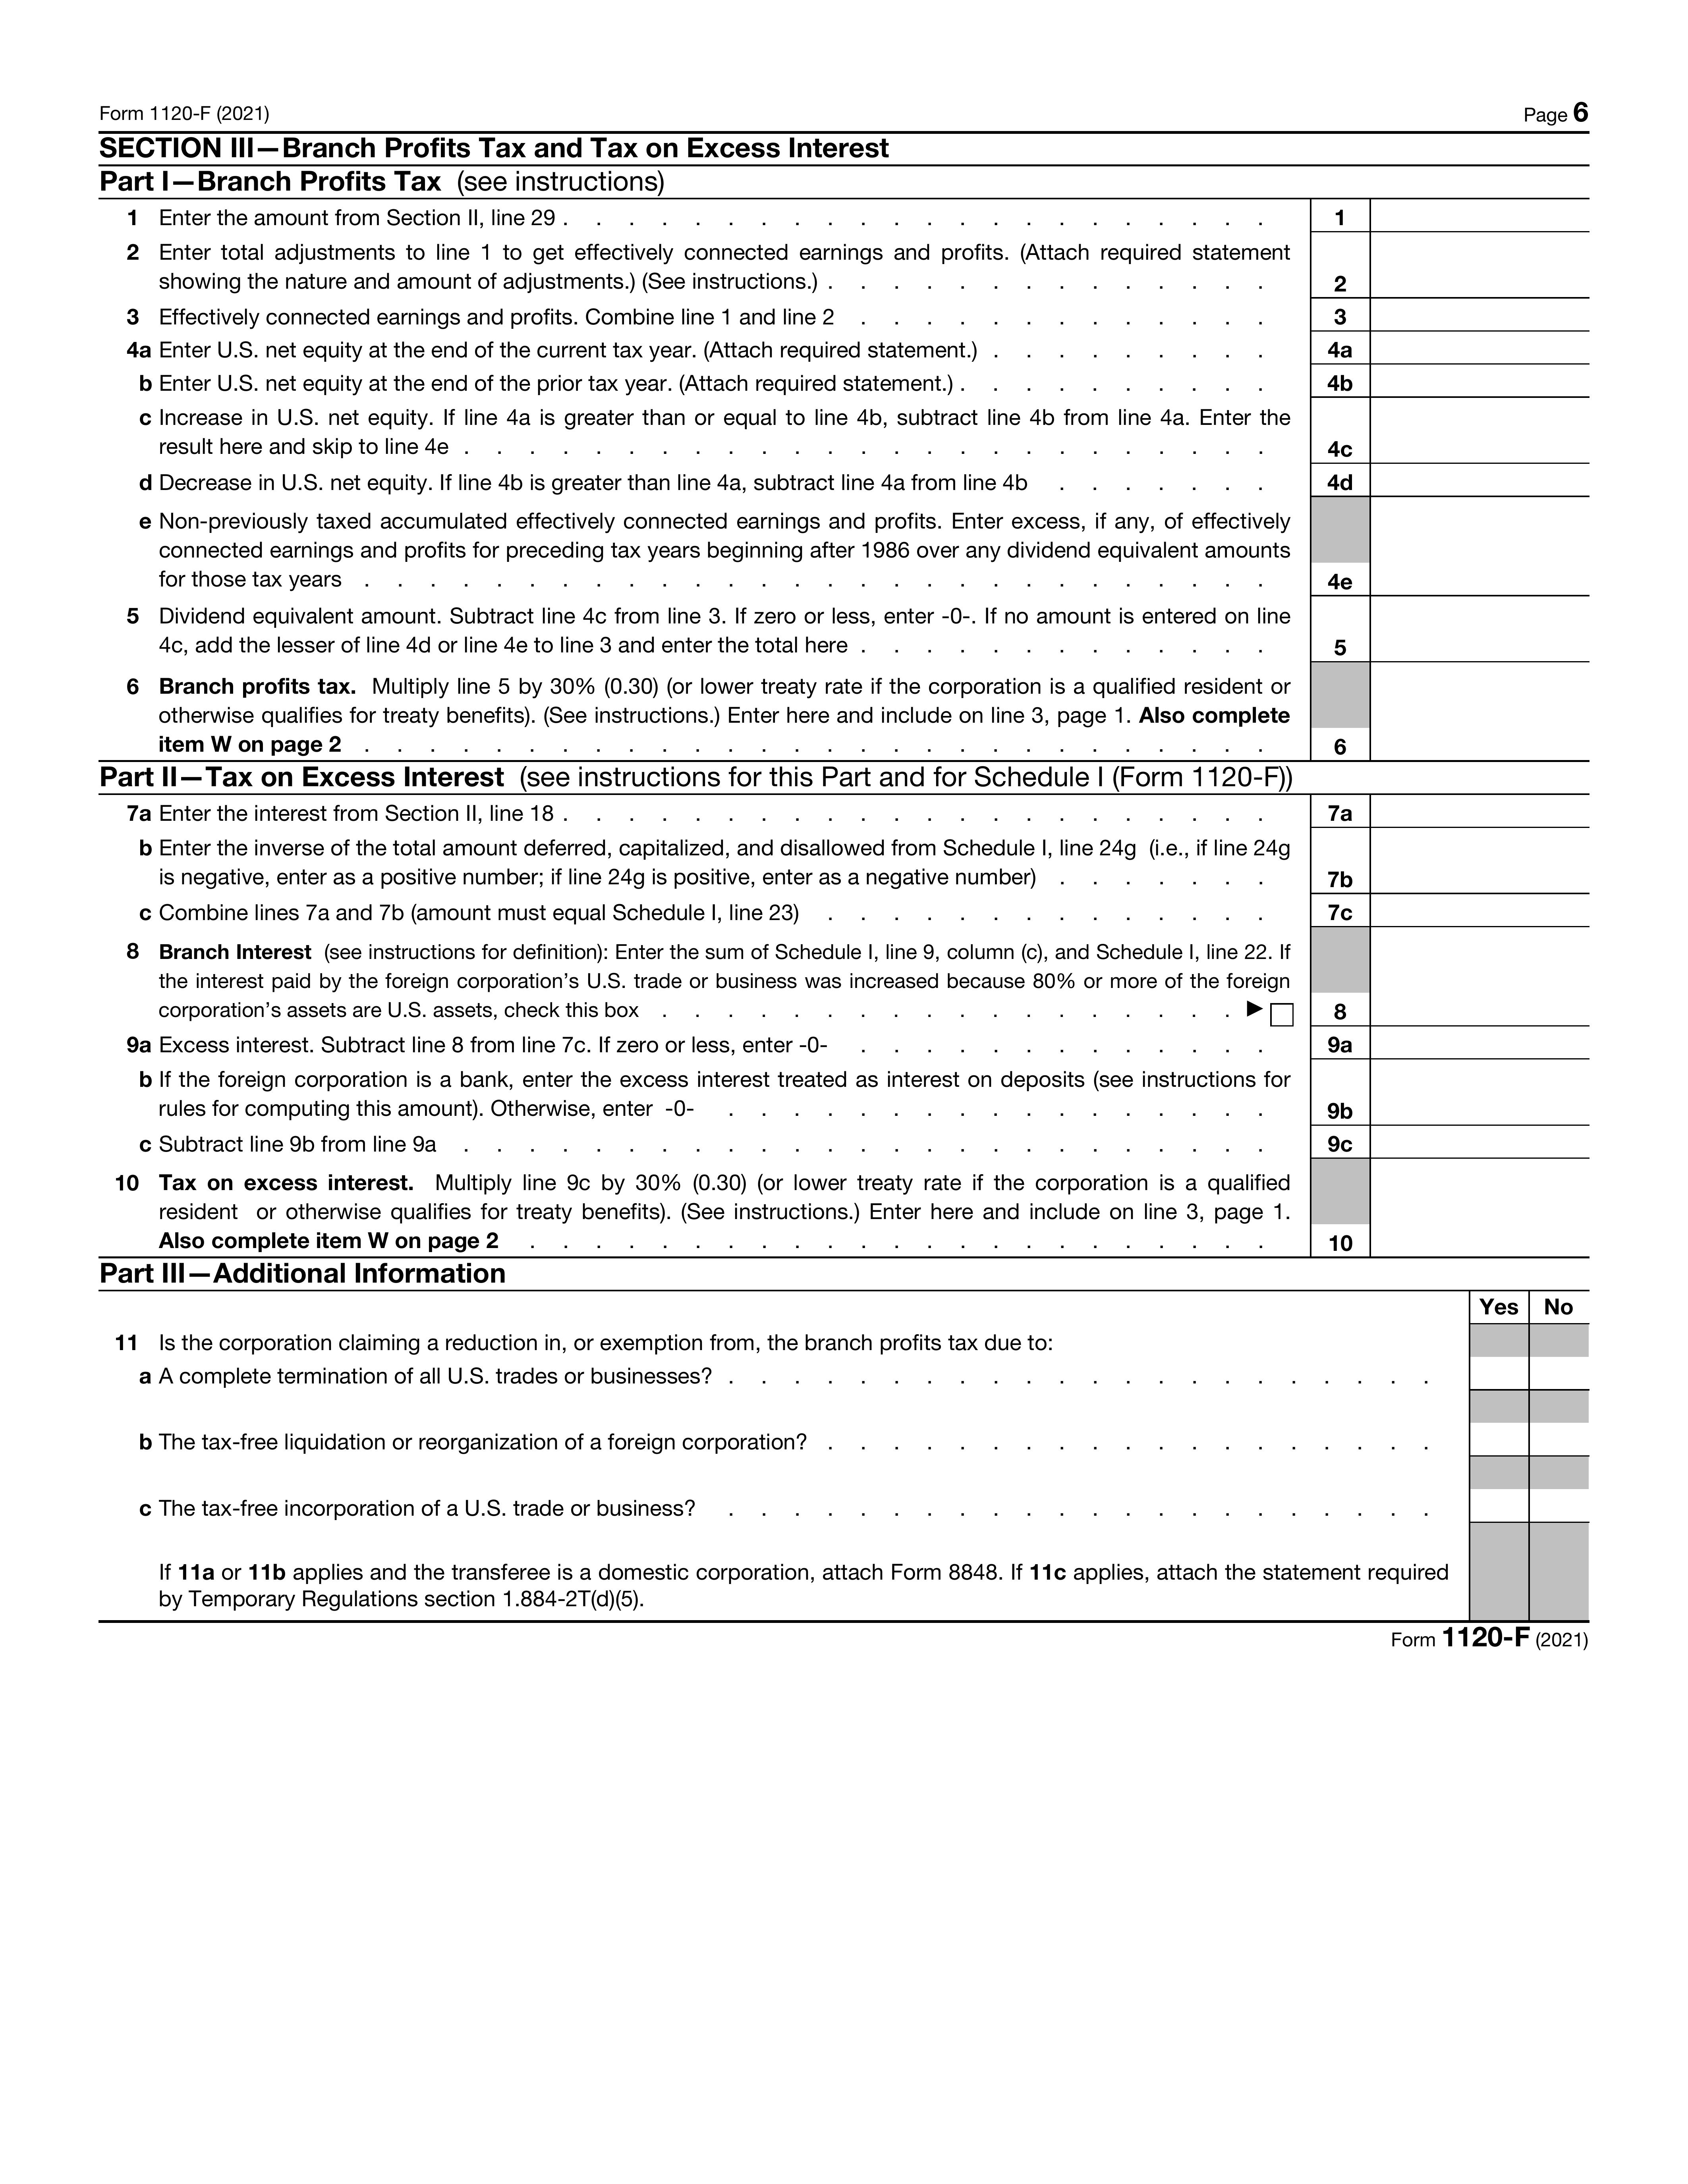 Form 1120-F (2021) Page 6
SECTION III—Branch Profits Tax and Tax on Excess Interest
Part I—Branch Profits Tax (see instructions)
1 Enter the amount from Section II, line 29 . . . . . . . . . . . . . . . . . . . . . . 1
2 Enter total adjustments to line 1 to get effectively connected earnings and profits. (Attach required statement
showing the nature and amount of adjustments.) (See instructions.) . . . . . . . . . . . . . . 2
3 Effectively connected earnings and profits. Combine line 1 and line 2 . . . . . . . . . . . . . 3
4a Enter U.S. net equity at the end of the current tax year. (Attach required statement.) . . . . . . . . . 4a
b Enter U.S. net equity at the end of the prior tax year. (Attach required statement.) . . . . . . . . . . 4b
c Increase in U.S. net equity. If line 4a is greater than or equal to line 4b, subtract line 4b from line 4a. Enter the
result here and skip to line 4e . . . . . . . . . . . . . . . . . . . . . . . . . 4c
d Decrease in U.S. net equity. If line 4b is greater than line 4a, subtract line 4a from line 4b . . . . . . . 4d
e Non-previously taxed accumulated effectively connected earnings and profits. Enter excess, if any, of effectively
connected earnings and profits for preceding tax years beginning after 1986 over any dividend equivalent amounts
for those tax years . . . . . . . . . . . . . . . . . . . . . . . . . . . . 4e
5 Dividend equivalent amount. Subtract line 4c from line 3. If zero or less, enter -0-. If no amount is entered on line
4c, add the lesser of line 4d or line 4e to line 3 and enter the total here . . . . . . . . . . . . . 5
6 Branch profits tax. Multiply line 5 by 30% (0.30) (or lower treaty rate if the corporation is a qualified resident or
otherwise qualifies for treaty benefits). (See instructions.) Enter here and include on line 3, page 1. Also complete
item W on page 2 . . . . . . . . . . . . . . . . . . . . . . . . . . . . 6
Part II—Tax on Excess Interest (see instructions for this Part and for Schedule I (Form 1120-F))
7a Enter the interest from Section II, line 18 . . . . . . . . . . . . . . . . . . . . . . 7a
b Enter the inverse of the total amount deferred, capitalized, and disallowed from Schedule I, line 24g (i.e., if line 24g
is negative, enter as a positive number; if line 24g is positive, enter as a negative number) . . . . . . . 7b
c Combine lines 7a and 7b (amount must equal Schedule I, line 23) . . . . . . . . . . . . . . 7c
8 Branch Interest (see instructions for definition): Enter the sum of Schedule I, line 9, column (c), and Schedule I, line 22. If
the interest paid by the foreign corporation’s U.S. trade or business was increased because 80% or more of the foreign
corporation’s assets are U.S. assets, check this box . . . . . . . . . . . . . . . . . . ▶ ☐ 8
9a Excess interest. Subtract line 8 from line 7c. If zero or less, enter -0- . . . . . . . . . . . . . 9a
b If the foreign corporation is a bank, enter the excess interest treated as interest on deposits (see instructions for
rules for computing this amount). Otherwise, enter -0- . . . . . . . . . . . . . . . . . 9b
c Subtract line 9b from line 9a . . . . . . . . . . . . . . . . . . . . . . . . . 9c
10 Tax on excess interest. Multiply line 9c by 30% (0.30) (or lower treaty rate if the corporation is a qualified
resident or otherwise qualifies for treaty benefits). (See instructions.) Enter here and include on line 3, page 1.
Also complete item W on page 2 . . . . . . . . . . . . . . . . . . . . . . . 10
Part III—Additional Information
Yes No
11 Is the corporation claiming a reduction in, or exemption from, the branch profits tax due to:
a A complete termination of all U.S. trades or businesses? . . . . . . . . . . . . . . . . . . . . . .
b The tax-free liquidation or reorganization of a foreign corporation? . . . . . . . . . . . . . . . . . . .
c The tax-free incorporation of a U.S. trade or business? . . . . . . . . . . . . . . . . . . . . . .
If 11a or 11b applies and the transferee is a domestic corporation, attach Form 8848. If 11c applies, attach the statement required
by Temporary Regulations section 1.884-2T(d)(5).
Form 1120-F (2021)